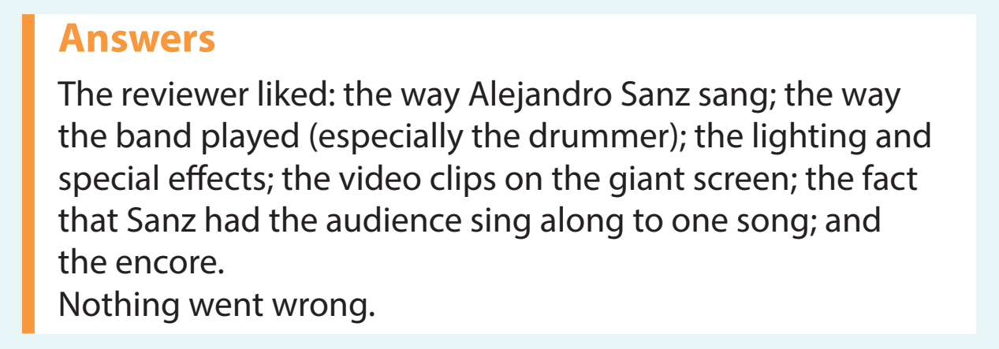 Answers
The reviewer liked: the way Alejandro Sanz sang; the way
the band played (especially the drummer); the lighting and
special effects; the video clips on the giant screen; the fact
that Sanz had the audience sing along to one song; and
the encore.
Nothing went wrong.